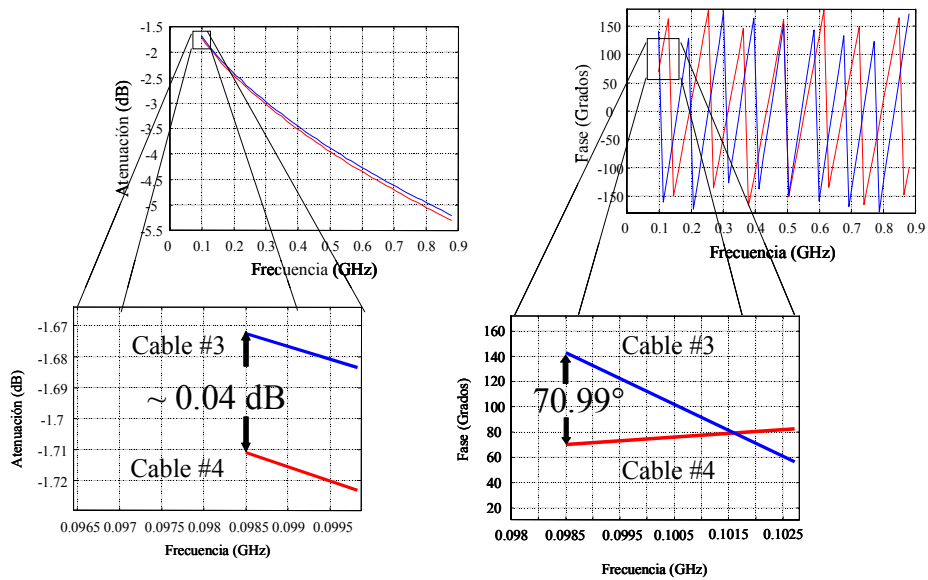 Atenuación (dB)
-1.5
-2
-2.5
-3
-3.5
-4
-4.5
-5
-5.5
0 0.1 0.2 0.3 0.4 0.5 0.6 0.7 0.8 0.9
Frecuencia (GHz)
Fase (Grados)
150
100
50
0
-50
-100
-150
0 0.1 0.2 0.3 0.4 0.5 0.6 0.7 0.8 0.9
Frecuencia (GHz)
Atenuación (dB)
-1.67
-1.68
-1.69
-1.7
-1.71
-1.72
Cable #3
~ 0.04 dB
Cable #4
0.0965 0.097 0.0975 0.098 0.0985 0.099 0.0995
Frecuencia (GHz)
Fase (Grados)
160
140
120
100
80
60
40
20
Cable #3
70.99°
Cable #4
0.098 0.0985 0.0995 0.1005 0.1015 0.1025
Frecuencia (GHz)